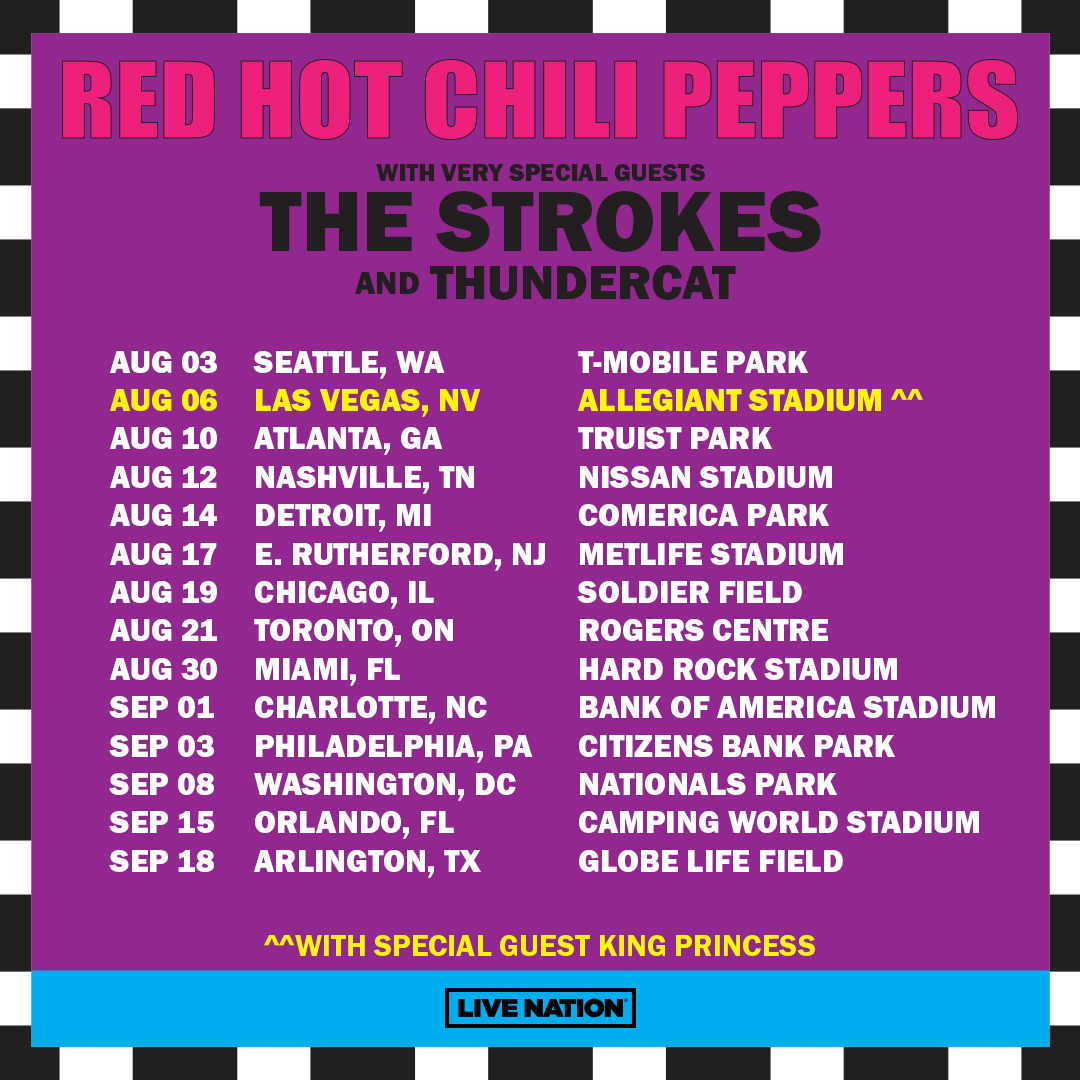 RED HOT CHILI PEPPERS
WITH VERY SPECIAL GUESTS
THE STROKES
AND THUNDERCAT
AUG 03 SEATTLE, WA T-MOBILE PARK
AUG 06 LAS VEGAS, NV ALLEGIANT STADIUM ^^
AUG 10 ATLANTA, GA TRUIST PARK
AUG 12 NASHVILLE, TN NISSAN STADIUM
AUG 14 DETROIT, MI COMERICA PARK
AUG 17 E. RUTHERFORD, NJ METLIFE STADIUM
AUG 19 CHICAGO, IL SOLDIER FIELD
AUG 21 TORONTO, ON ROGERS CENTRE
AUG 30 MIAMI, FL HARD ROCK STADIUM
SEP 01 CHARLOTTE, NC BANK OF AMERICA STADIUM
SEP 03 PHILADELPHIA, PA CITIZENS BANK PARK
SEP 08 WASHINGTON, DC NATIONALS PARK
SEP 15 ORLANDO, FL CAMPING WORLD STADIUM
SEP 18 ARLINGTON, TX GLOBE LIFE FIELD
^^WITH SPECIAL GUEST KING PRINCESS
LIVE NATION